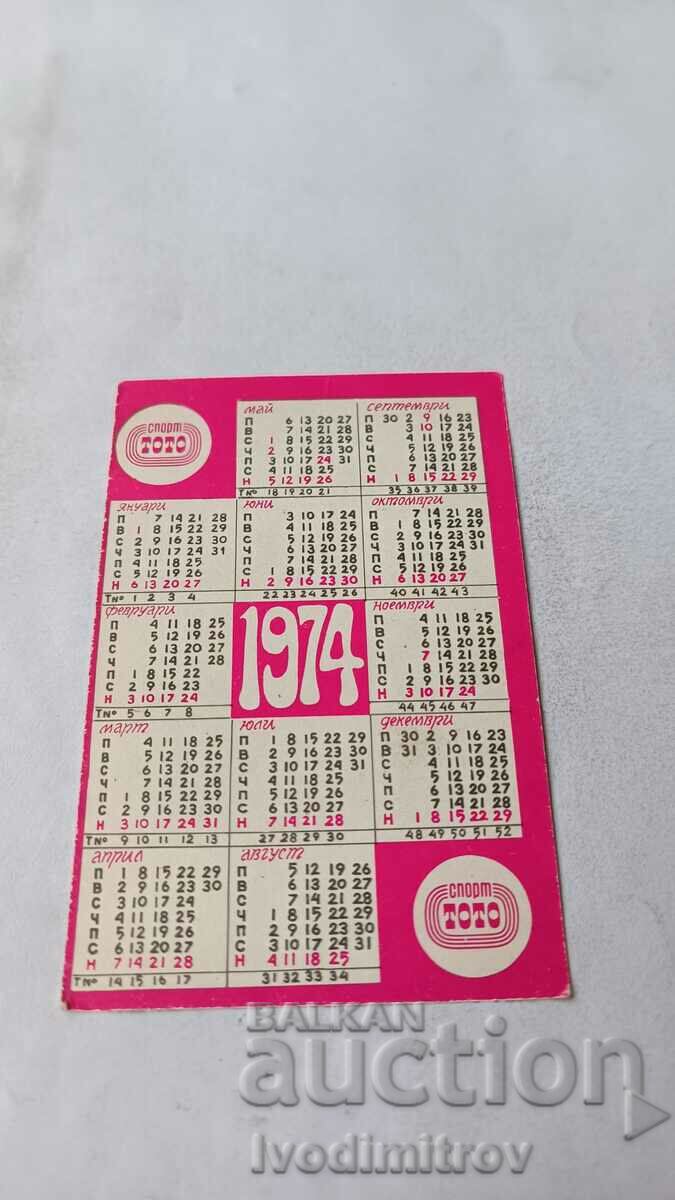 СПОРТ
ТОТО
МАЙ
П 6 13 20 27
В 7 14 21 28
С 1 8 15 22 29
Ч 2 9 16 23 30
П 3 10 17 24 31
С 4 11 18 25
Н 5 12 19 26
Т№ 18 19 20 21
СЕПТЕМВРИ
П 30 2 9 16 23
В 3 10 17 24
С 4 11 18 25
Ч 5 12 19 26
П 6 13 20 27
С 7 14 21 28
Н 1 8 15 22 29
35 36 37 38 39
ЯНУАРИ
П 7 14 21 28
В 1 8 15 22 29
С 2 9 16 23 30
Ч 3 10 17 24 31
П 4 11 18 25
С 5 12 19 26
Н 6 13 20 27
Т№ 1 2 3 4
ЮНИ
П 3 10 17 24
В 4 11 18 25
С 5 12 19 26
Ч 6 13 20 27
П 7 14 21 28
С 1 8 15 22 29
Н 2 9 16 23 30
22 23 24 25 26
ОКТОМВРИ
П 7 14 21 28
В 1 8 15 22 29
С 2 9 16 23 30
Ч 3 10 17 24 31
П 4 11 18 25
С 5 12 19 26
Н 6 13 20 27
40 41 42 43
ФЕВРУАРИ
П 4 11 18 25
В 5 12 19 26
С 6 13 20 27
Ч 7 14 21 28
П 1 8 15 22
С 2 9 16 23
Н 3 10 17 24
Т№ 5 6 7 8
1974
НОЕМВРИ
П 4 11 18 25
В 5 12 19 26
С 6 13 20 27
Ч 7 14 21 28
П 1 8 15 22 29
С 2 9 16 23 30
Н 3 10 17 24
44 45 46 47
МАРТ
П 4 11 18 25
В 5 12 19 26
С 6 13 20 27
Ч 7 14 21 28
П 1 8 15 22 29
С 2 9 16 23 30
Н 3 10 17 24 31
Т№ 9 10 11 12 13
ЮЛИ
П 1 8 15 22 29
В 2 9 16 23 30
С 3 10 17 24 31
Ч 4 11 18 25
П 5 12 19 26
С 6 13 20 27
Н 7 14 21 28
27 28 29 30
ДЕКЕМВРИ
П 30 2 9 16 23
В 31 3 10 17 24
С 4 11 18 25
Ч 5 12 19 26
П 6 13 20 27
С 7 14 21 28
Н 1 8 15 22 29
48 49 50 51 52
АПРИЛ
П 1 8 15 22 29
В 2 9 16 23 30
С 3 10 17 24
Ч 4 11 18 25
П 5 12 19 26
С 6 13 20 27
Н 7 14 21 28
Т№ 14 15 16 17
АВГУСТ
П 5 12 19 26
В 6 13 20 27
С 7 14 21 28
Ч 1 8 15 22 29
П 2 9 16 23 30
С 3 10 17 24 31
Н 4 11 18 25
31 32 33 34
СПОРТ
ТОТО
BALKAN
auction
Ivodimitrov